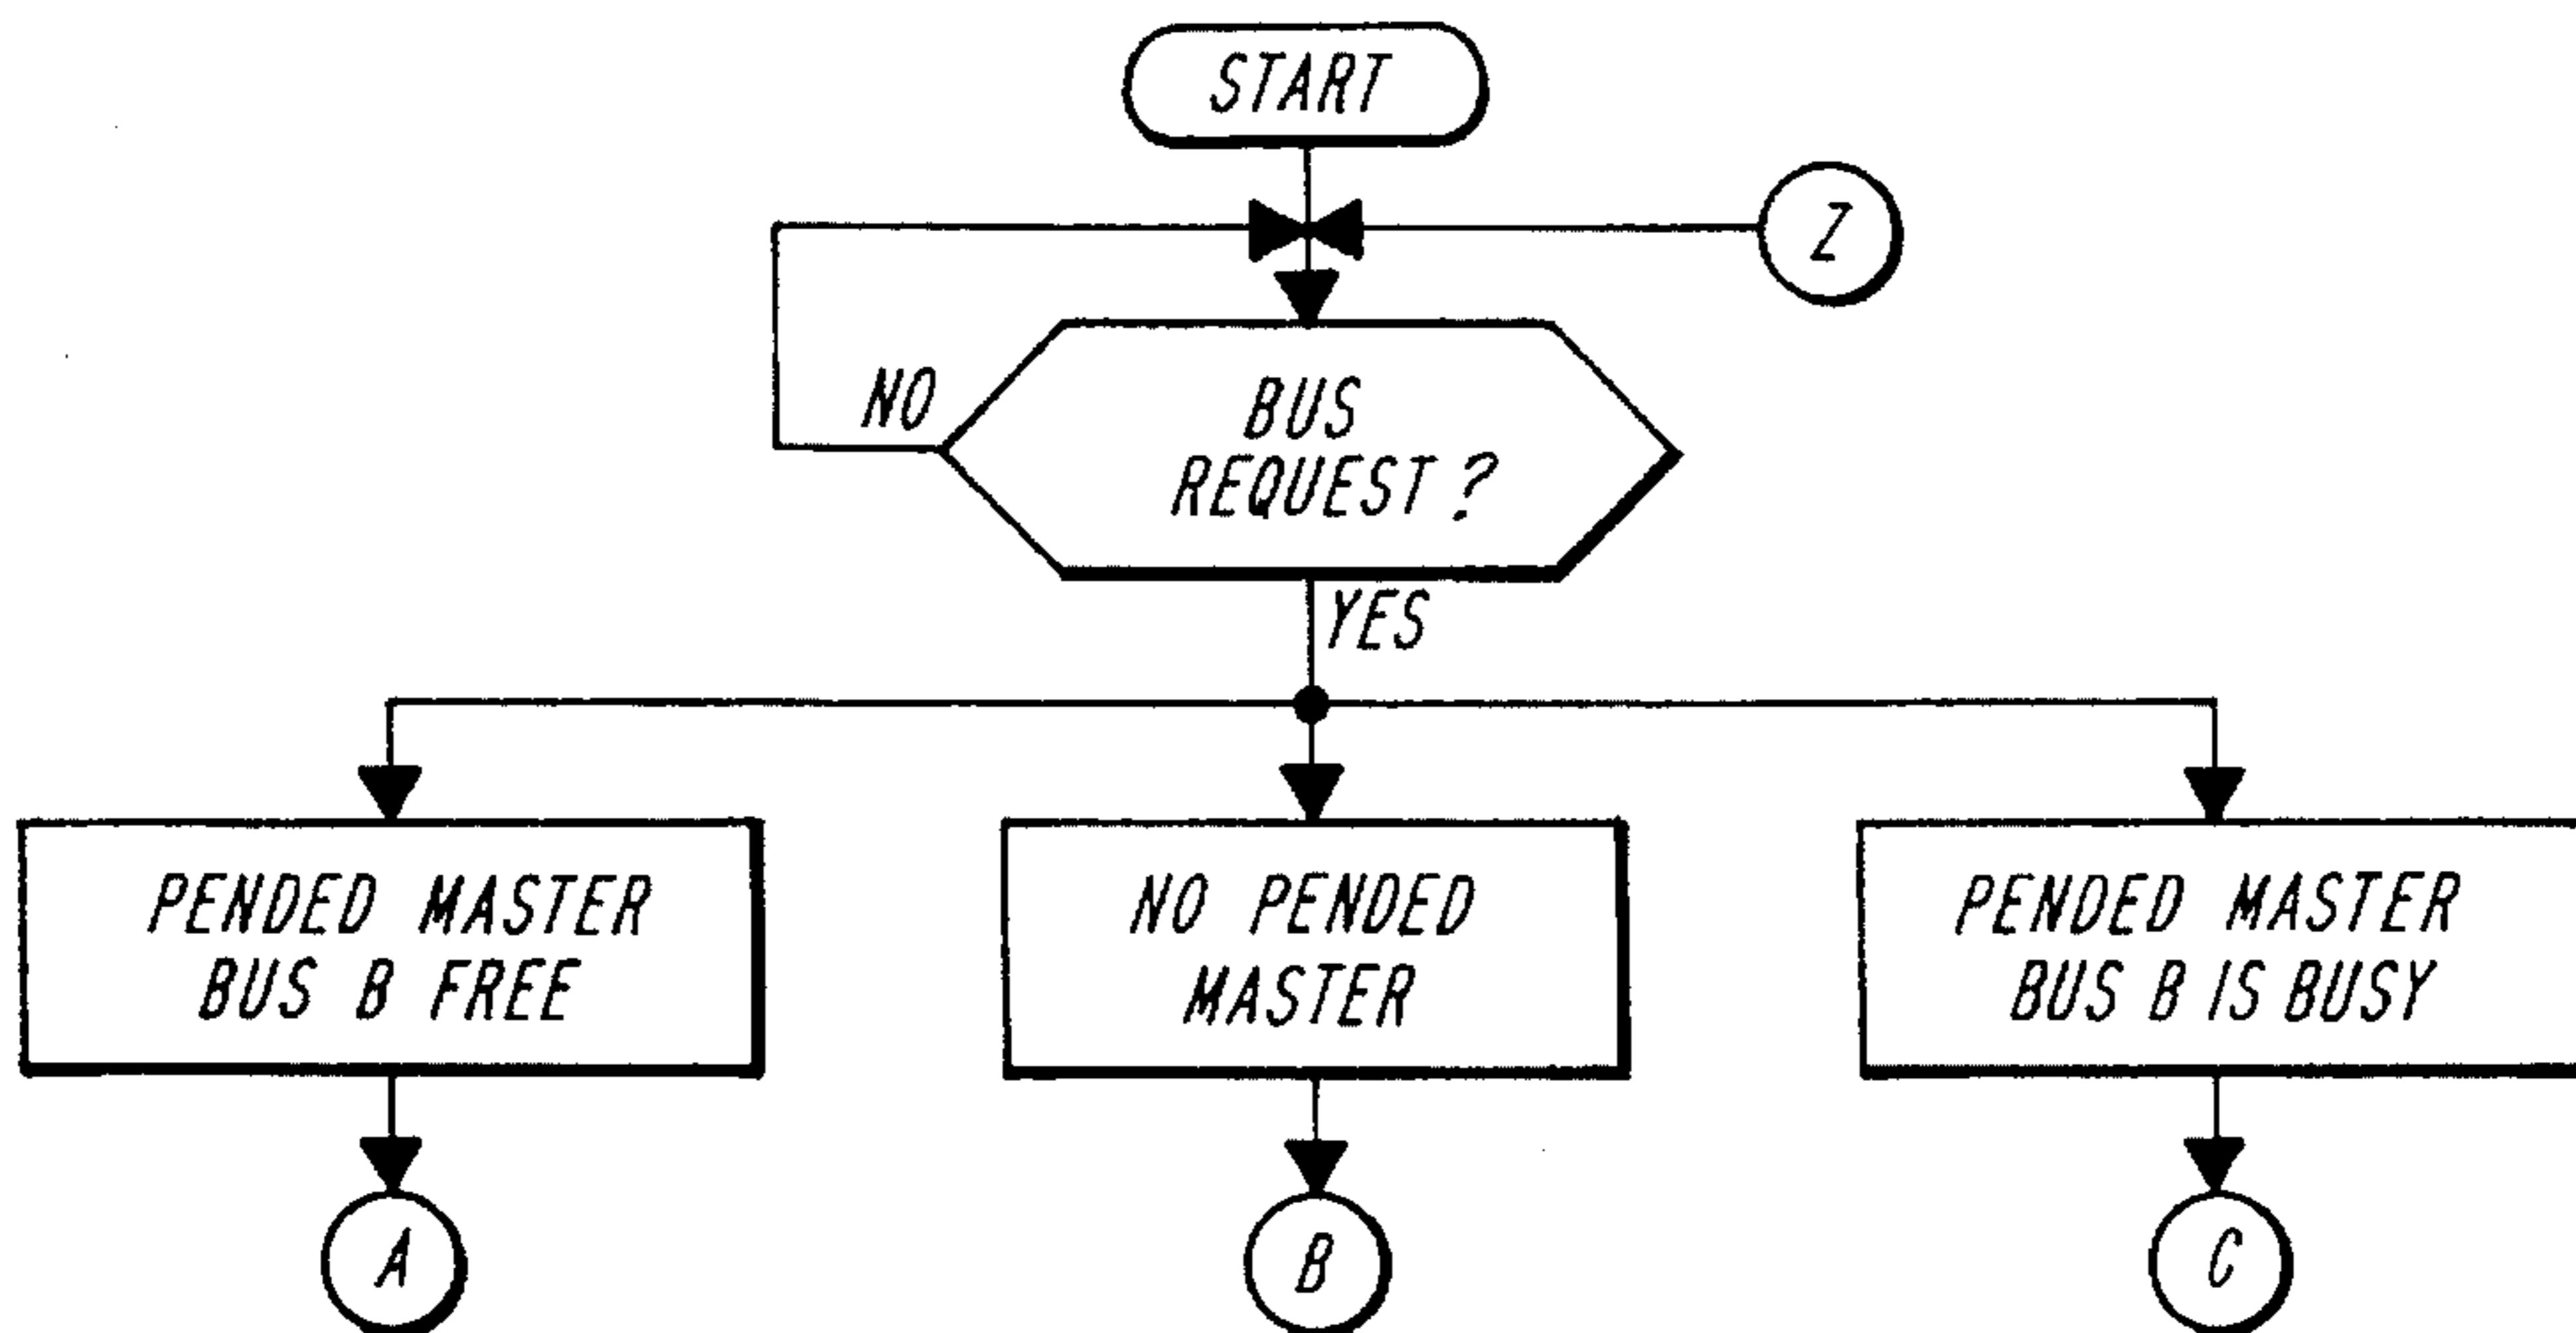 START
Z
NO
BUS
REQUEST?
YES
PENDED MASTER
BUS B FREE
NO PENDED
MASTER
PENDED MASTER
BUS B IS BUSY
A
B
C